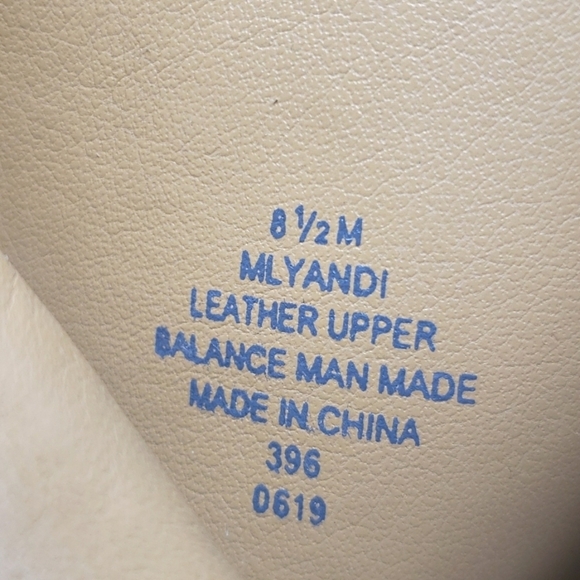 8 1/2 M
MLYANDI
LEATHER UPPER
BALANCE MAN MADE
MADE IN CHINA
396
0619